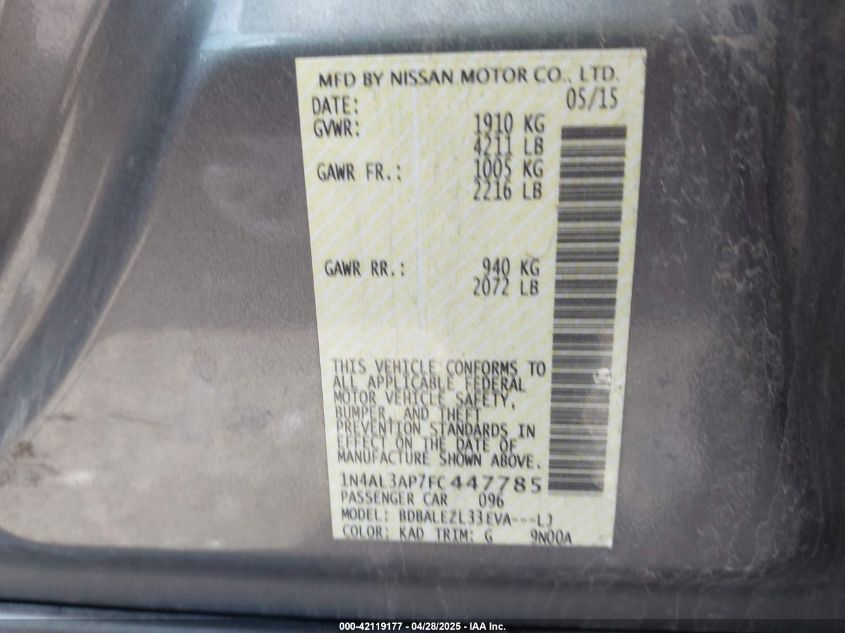 MFD BY NISSAN MOTOR CO., LTD.
DATE: 05/15
GVWR: 1910 KG
4211 LB
GAWR FR.: 1005 KG
2216 LB
GAWR RR.: 940 KG
2072 LB
THIS VEHICLE CONFORMS TO
ALL APPLICABLE FEDERAL
MOTOR VEHICLE SAFETY,
BUMPER, AND THEFT
PREVENTION STANDARDS IN
EFFECT ON THE DATE OF
MANUFACTURE SHOWN ABOVE.
1N4AL3AP7FC447785
PASSENGER CAR 096
MODEL: BDBALEZL33EVA---LJ
COLOR: KAD TRIM: G 9N00A
000-42119177 - 04/28/2025 - IAA Inc.